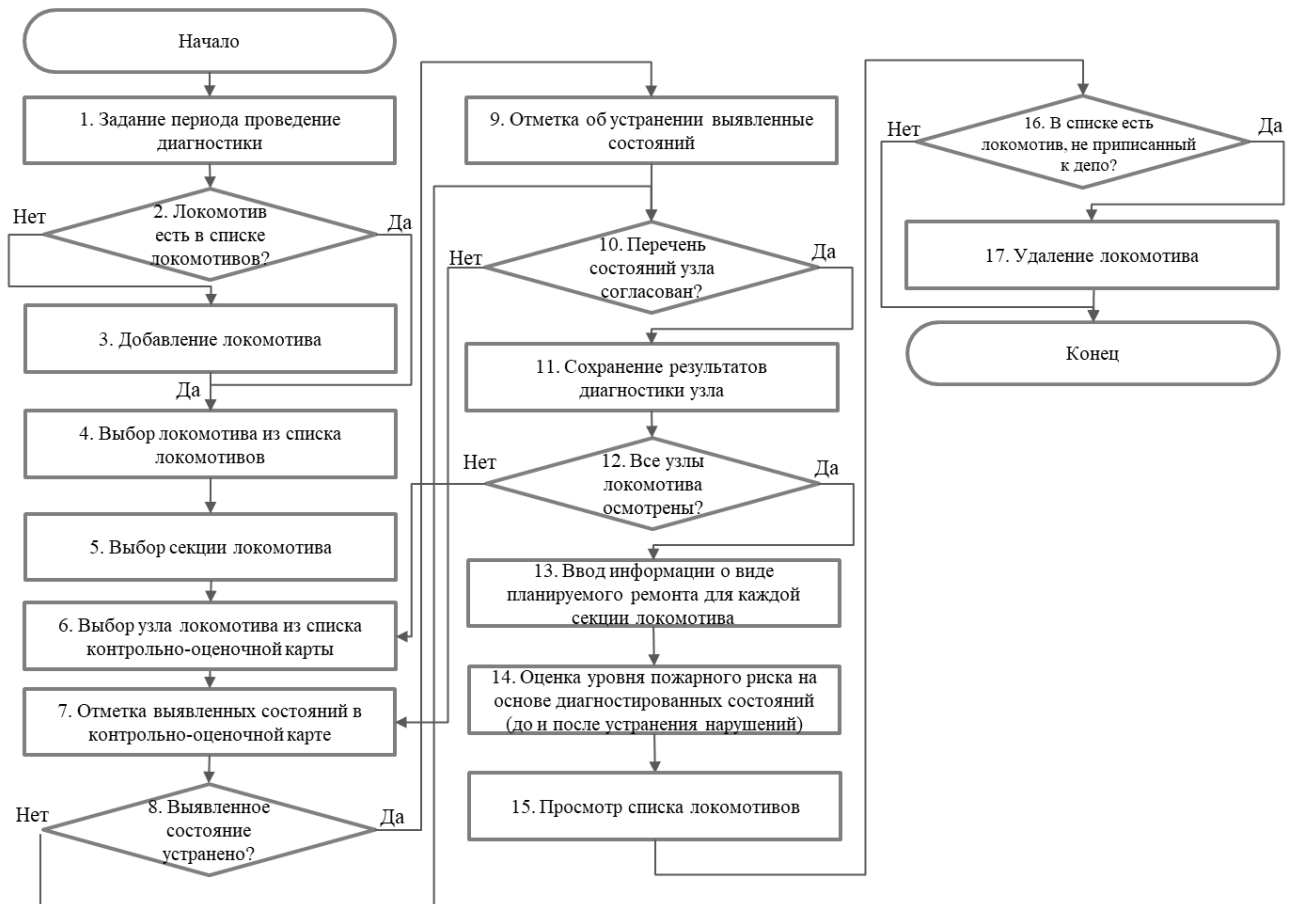 Начало
1. Задание периода проведение
диагностики
Нет
2. Локомотив
есть в списке
локомотивов?
Да
3. Добавление локомотива
Да
4. Выбор локомотива из списка
локомотивов
5. Выбор секции локомотива
6. Выбор узла локомотива из списка
контрольно-оценочной карты
7. Отметка выявленных состояний в
контрольно-оценочной карте
Нет
8. Выявленное
состояние
устранено?
Да
9. Отметка об устранении выявленные
состояний
Нет
10. Перечень
состояний узла
согласован?
Да
11. Сохранение результатов
диагностики узла
Нет
12. Все узлы
локомотива
осмотрены?
Да
13. Ввод информации о виде
планируемого ремонта для каждой
секции локомотива
14. Оценка уровня пожарного риска на
основе диагностированных состояний
(до и после устранения нарушений)
15. Просмотр списка локомотивов
Нет
16. В списке есть
локомотив, не приписанный
к депо?
Да
17. Удаление локомотива
Конец